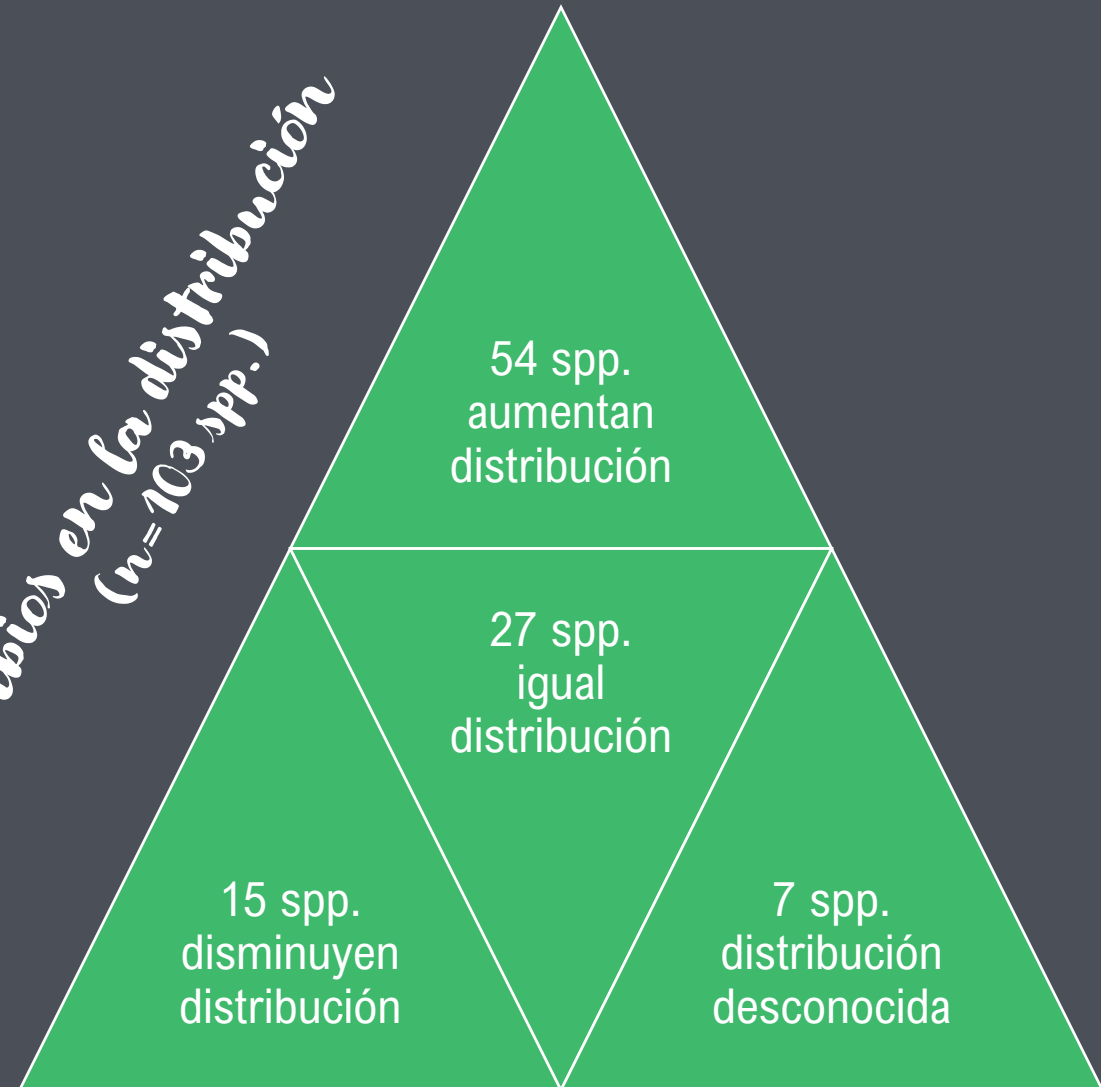 en la distribución
(n=103 spp.)
54 spp.
aumentan
distribución
27 spp.
igual
distribución
15 spp.
disminuyen
distribución
7 spp.
distribución
desconocida